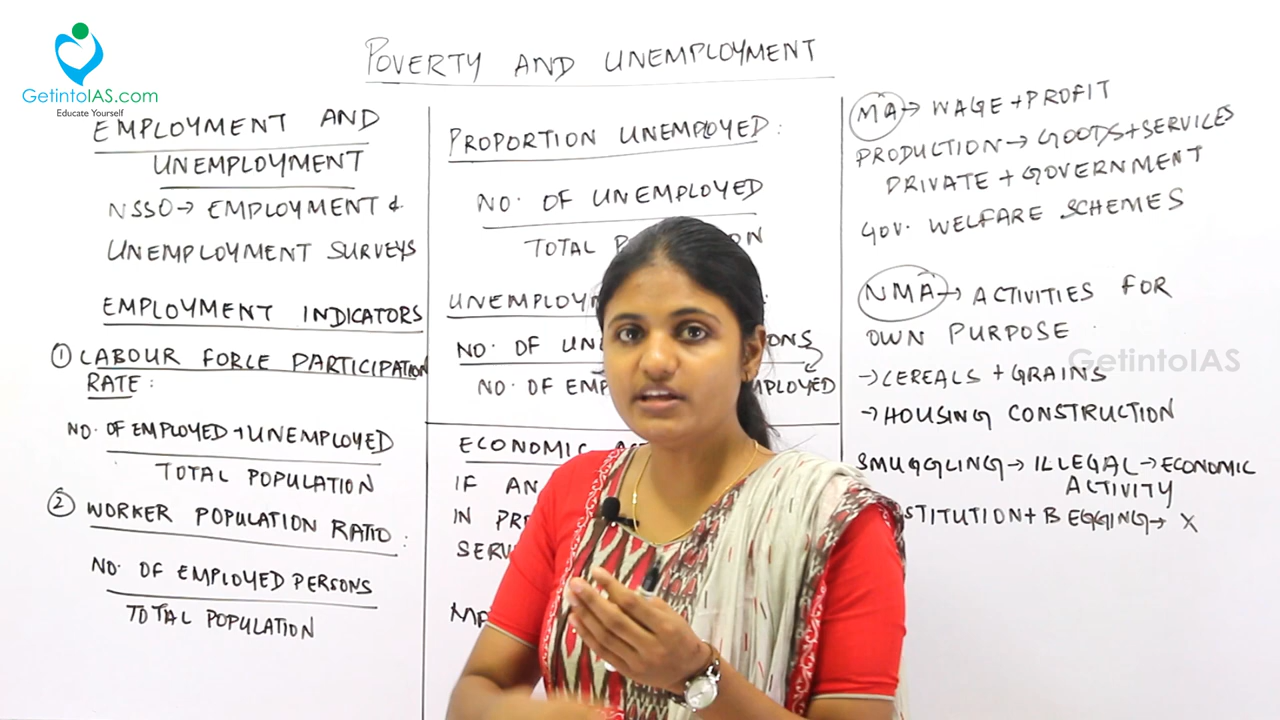 GetintoIAS.com
Educate Yourself
POVERTY AND UNEMPLOYMENT
EMPLOYMENT AND
UNEMPLOYMENT
NSSO → EMPLOYMENT &
UNEMPLOYMENT SURVEYS
EMPLOYMENT INDICATORS
① LABOUR FORCE PARTICIPATION
RATE :
NO. OF EMPLOYED + UNEMPLOYED
TOTAL POPULATION
② WORKER POPULATION RATIO :
NO. OF EMPLOYED PERSONS
TOTAL POPULATION
PROPORTION UNEMPLOYED :
NO. OF UNEMPLOYED
TOTAL
NO. OF
NO. OF
ECONOMIC
IF AN
IN
MA → WAGE + PROFIT
PRODUCTION → GOODS + SERVICES
PRIVATE + GOVERNMENT
GOV. WELFARE SCHEMES
NMA → ACTIVITIES FOR
OWN PURPOSE
→ CEREALS + GRAINS
→ HOUSING CONSTRUCTION
SMUGGLING → ILLEGAL → ECONOMIC
ACTIVITY
+ BEGGING → X
GetintoIAS